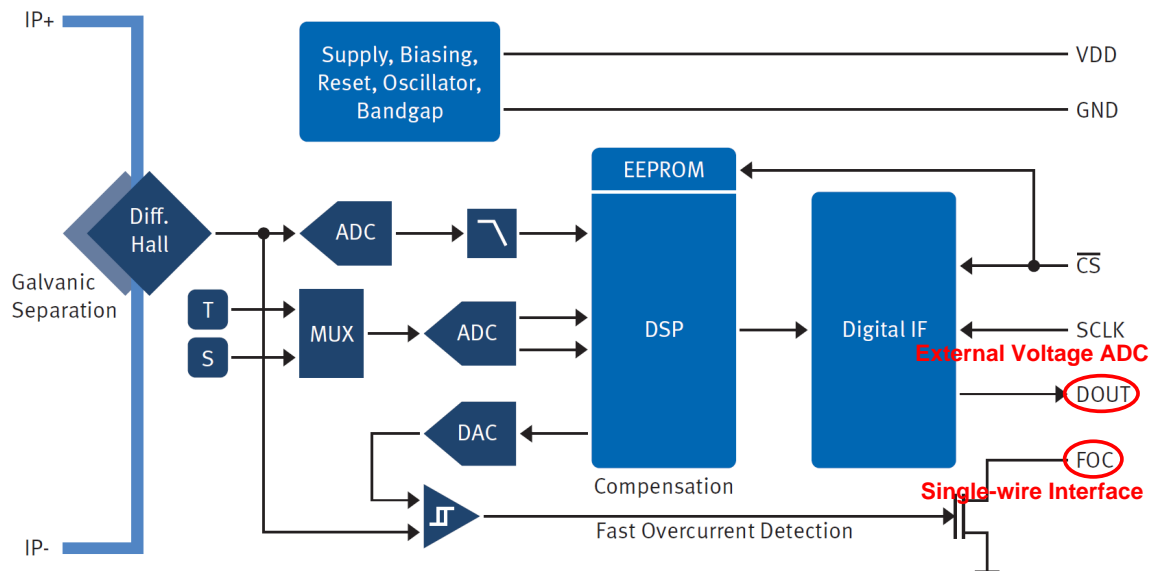 IP+
Supply, Biasing,
Reset, Oscillator,
Bandgap
VDD
GND
EEPROM
Diff.
Hall
ADC
Galvanic
Separation
T
S
MUX
ADC
DSP
Digital IF
CS
SCLK
External Voltage ADC
DOUT
DAC
FOC
Compensation
Single-wire Interface
Fast Overcurrent Detection
IP-